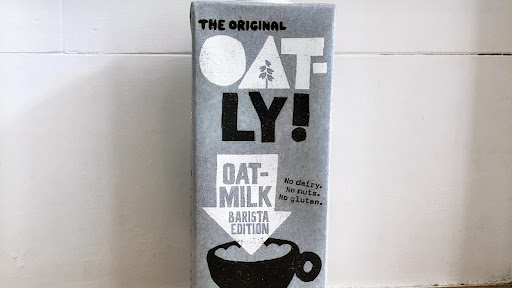 THE ORIGINAL
OAT-
LY!
OAT-
MILK
BARISTA
EDITION
No dairy.
No nuts.
No gluten.